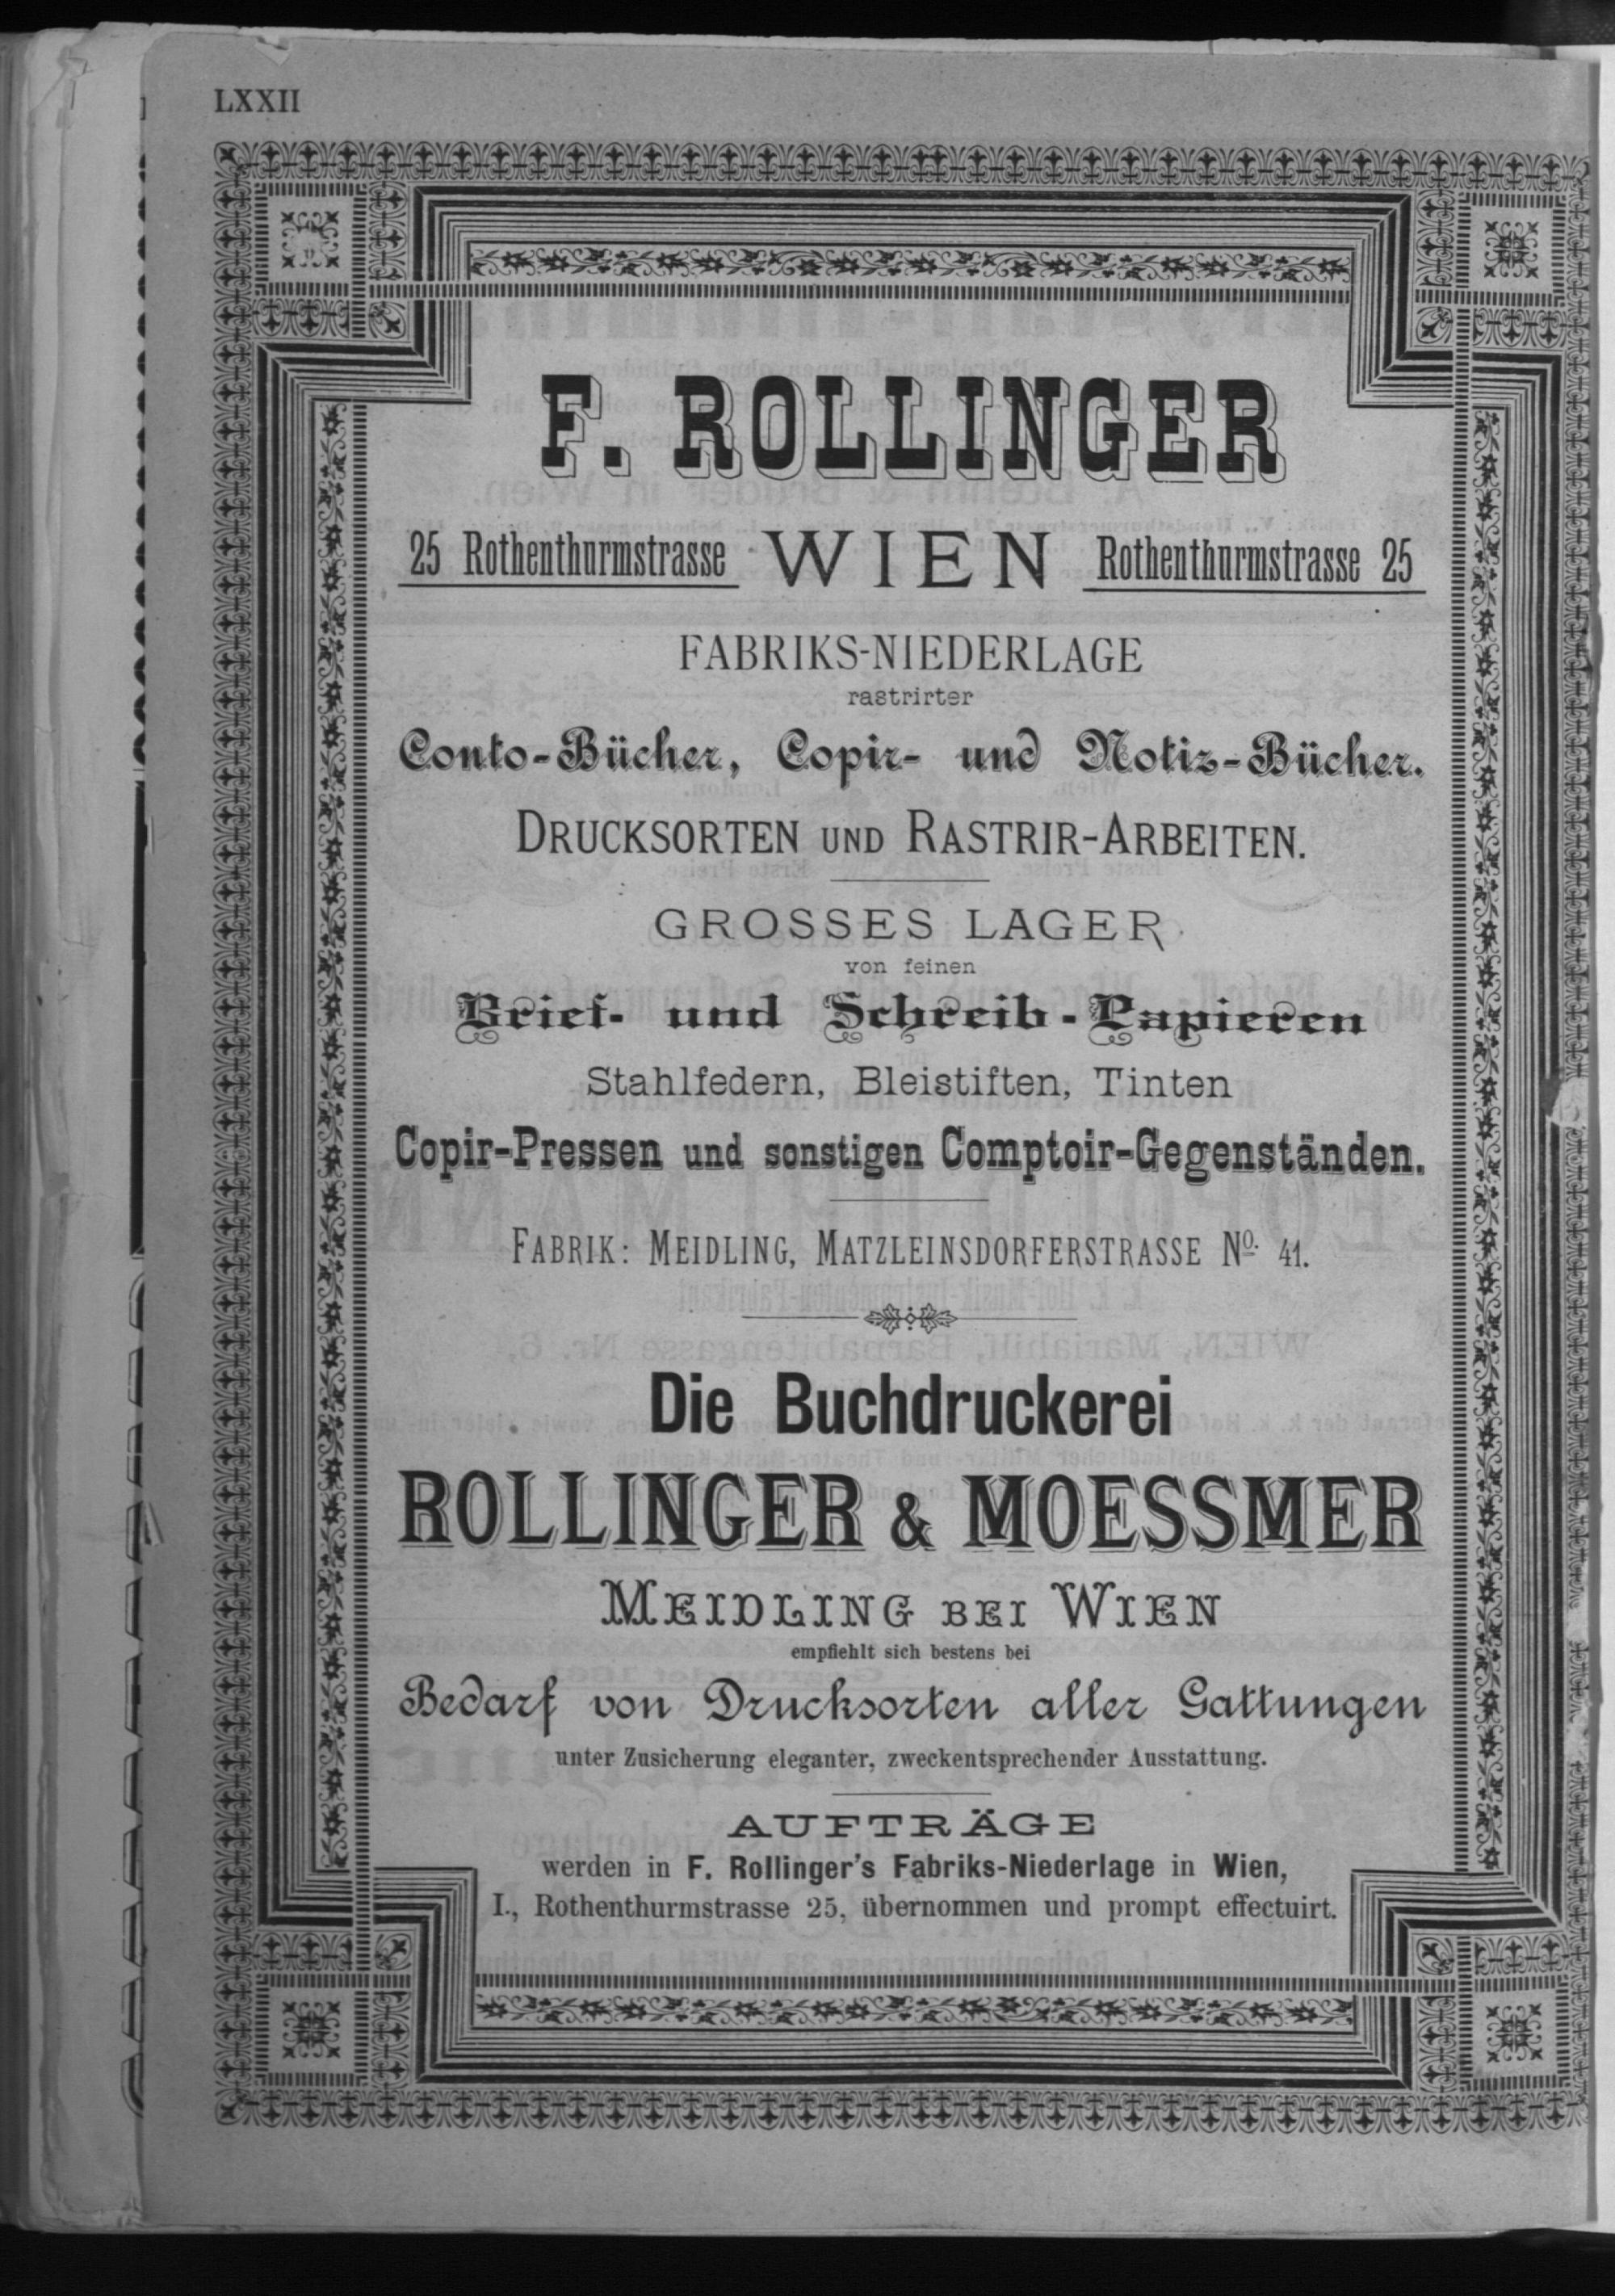 LXXII
F. ROLLINGER
25 Rothenthurmstrasse WIEN Rothenthurmstrasse 25
FABRIKS-NIEDERLAGE
rastrirter
Conto-Bücher, Copir- und Notiz-Bücher.
DRUCKSORTEN UND RASTRIR-ARBEITEN.
GROSSES LAGER
von feinen
Brief- und Schreib-Papieren
Stahlfedern, Bleistiften, Tinten
Copir-Pressen und sonstigen Comptoir-Gegenständen.
FABRIK: MEIDLING, MATZLEINSDORFERSTRASSE No. 41.
Die Buchdruckerei
ROLLINGER & MOESSMER
MEIDLING BEI WIEN
empfiehlt sich bestens bei
Bedarf von Drucksorten aller Gattungen
unter Zusicherung eleganter, zweckentsprechender Ausstattung.
AUFTRÄGE
werden in F. Rollinger's Fabriks-Niederlage in Wien,
I., Rothenthurmstrasse 25, übernommen und prompt effectuirt.